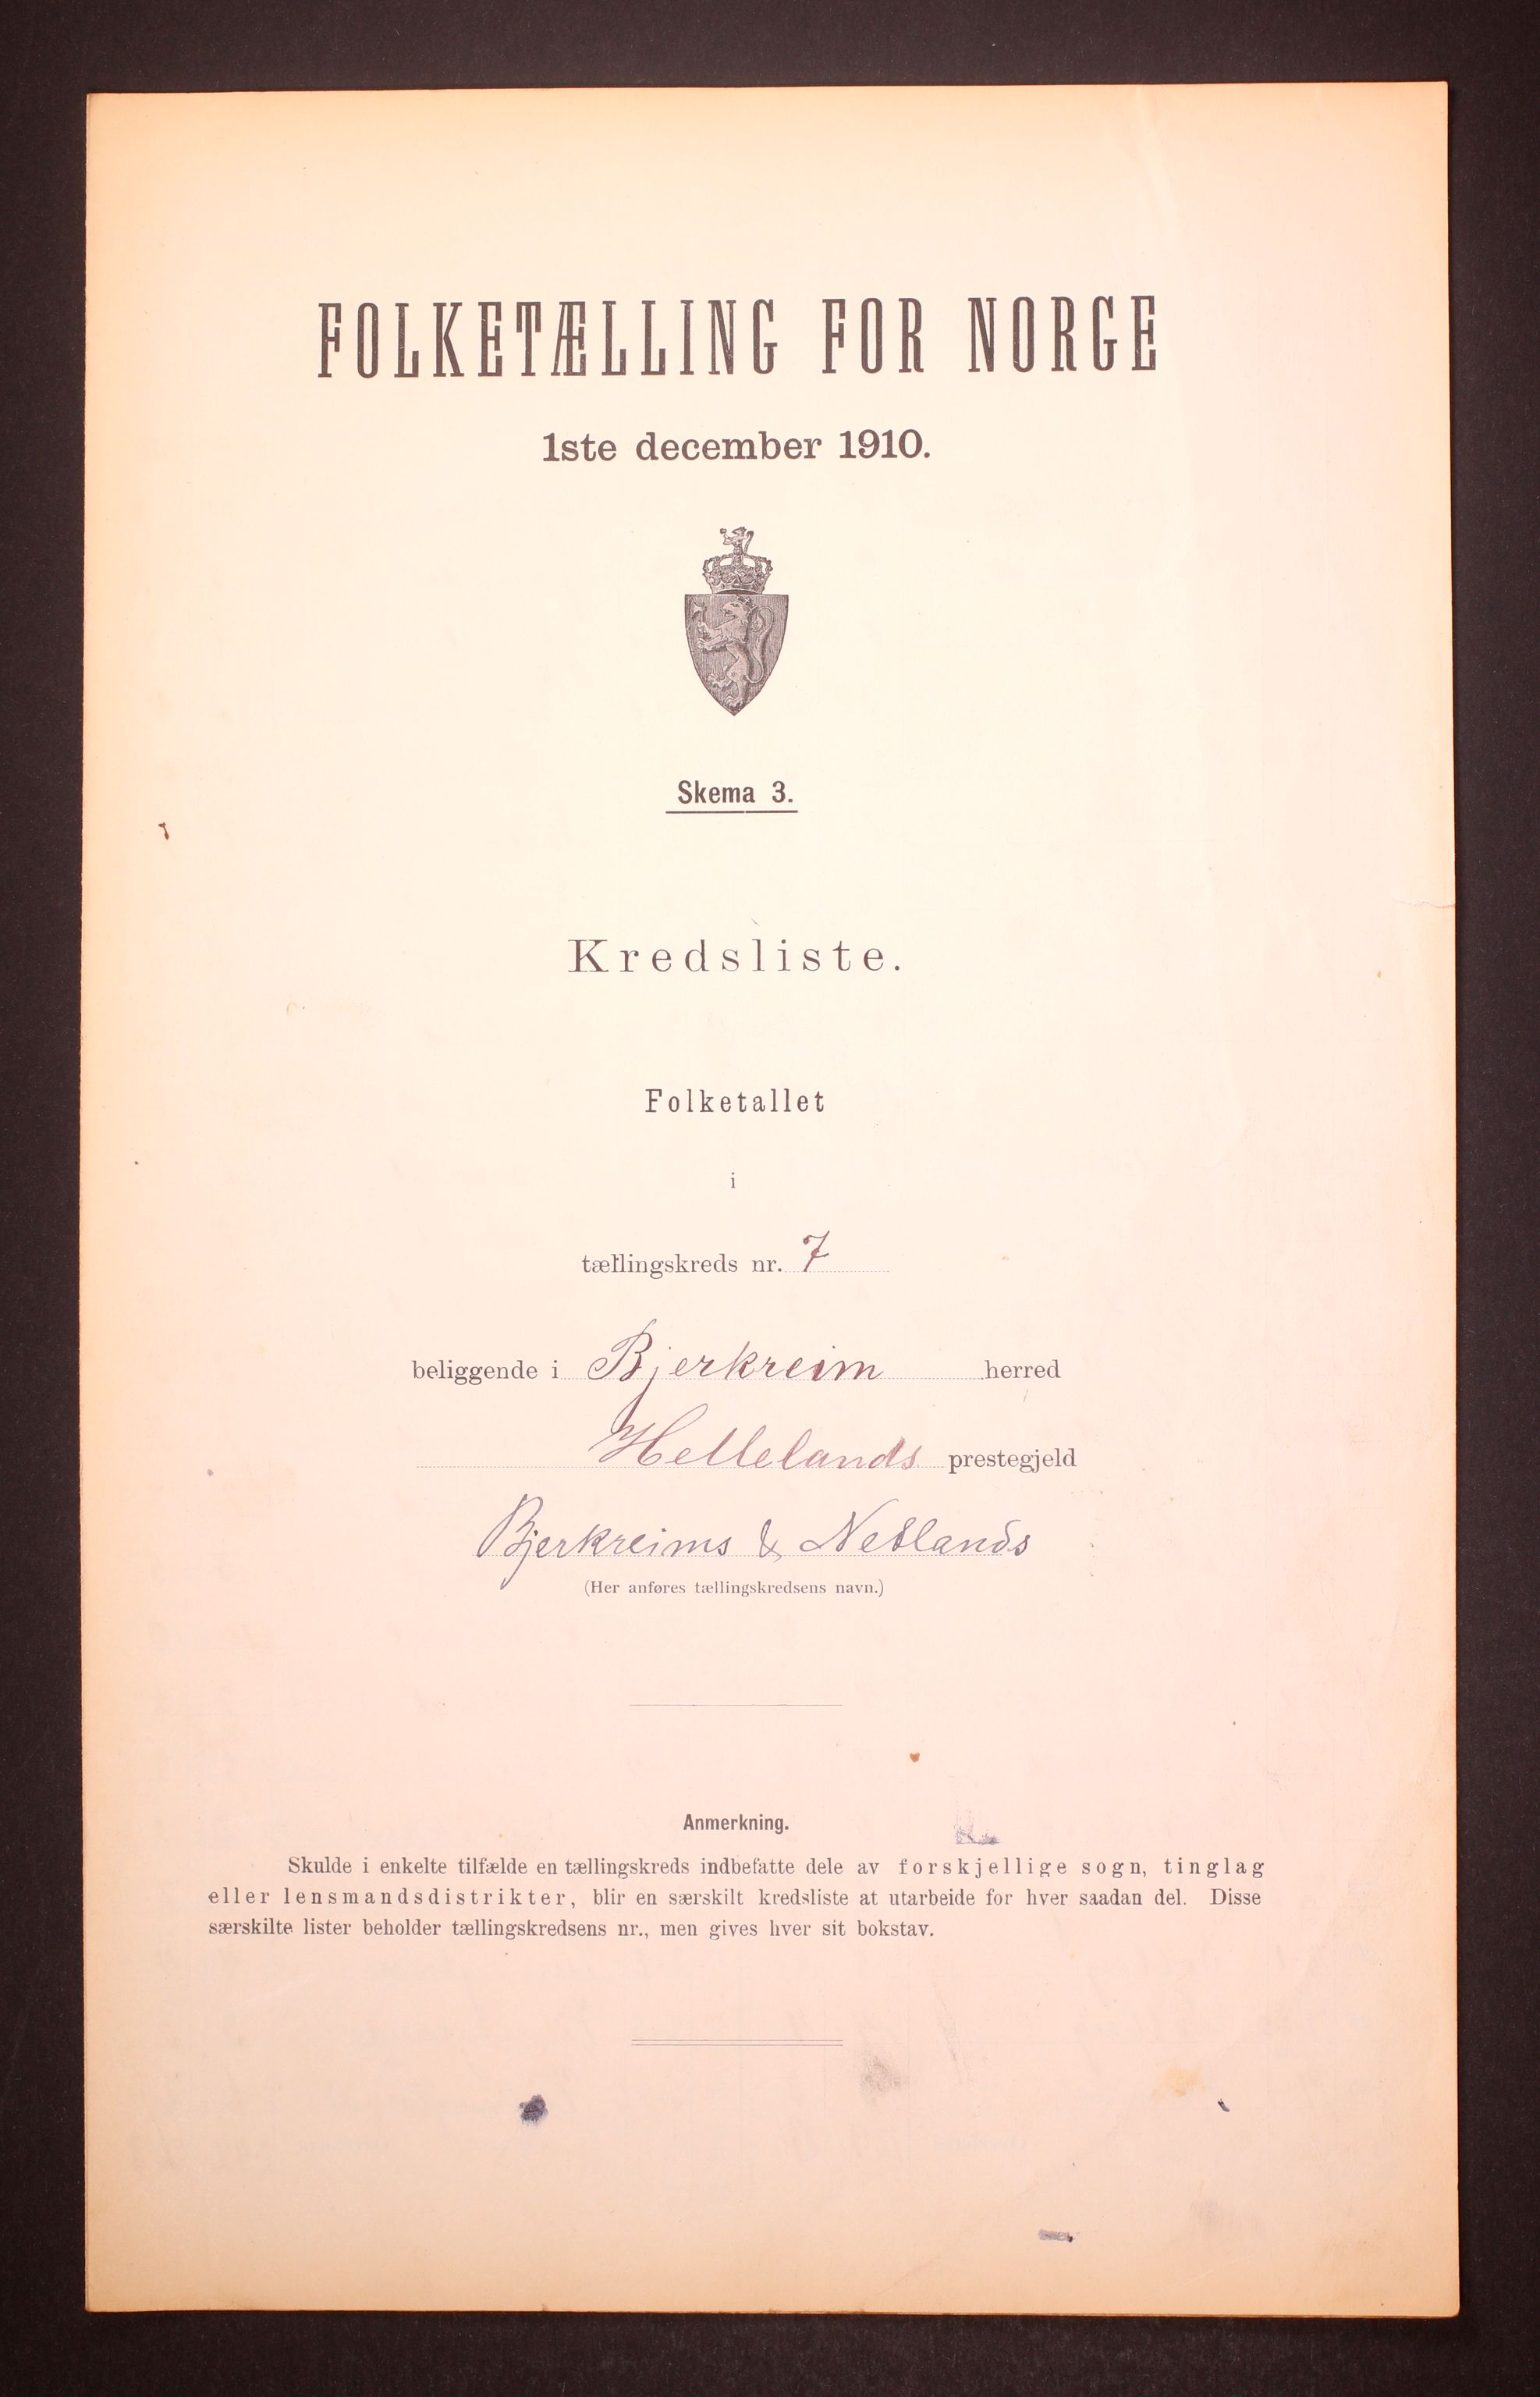 FOLKETÆLLING FOR NORGE
1ste december 1910.
Skema 3.
Kredsliste.
Folketallet
i
tællingskreds nr. 7
beliggende i Bjerkreim herred
Hellelands prestegjeld
Bjerkreims & Netlands
(Her anføres tællingskredsens navn.)
Anmerkning.
Skulde i enkelte tilfælde en tællingskreds indbefatte dele av forskjellige sogn, tinglag
eller lensmandsdistrikter, blir en særskilt kredsliste at utarbeide for hver saadan del. Disse
særskilte lister beholder tællingskredsens nr., men gives hver sit bokstav.